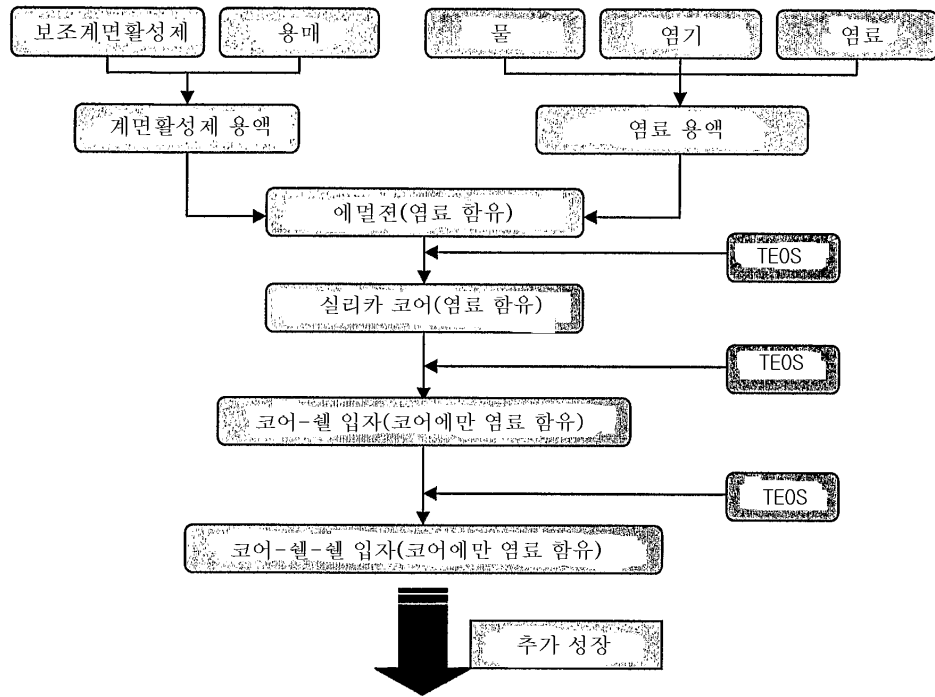 보조계면활성제
용매
물
염기
염료
계면활성제 용액
염료 용액
에멀젼(염료 함유)
TEOS
실리카 코어(염료 함유)
TEOS
코어-쉘 입자(코어에만 염료 함유)
TEOS
코어-쉘-쉘 입자(코어에만 염료 함유)
추가 성장